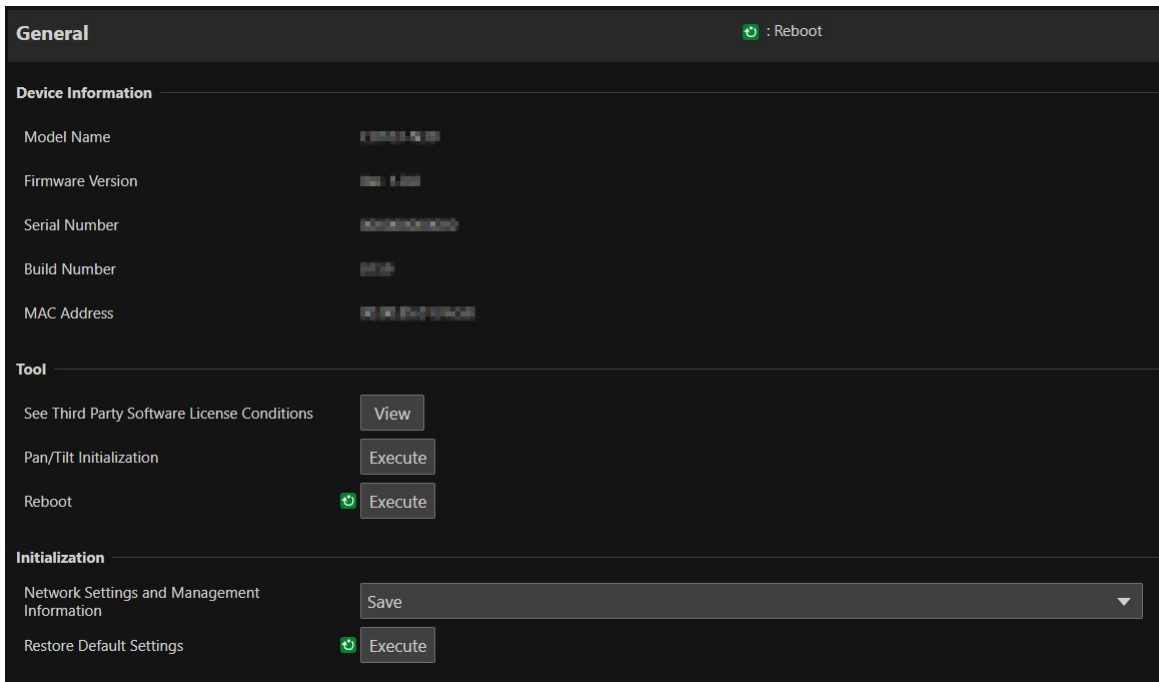 General
: Reboot
Device Information
Model Name
Firmware Version
Serial Number
Build Number
MAC Address
Tool
See Third Party Software License Conditions
View
Pan/Tilt Initialization
Execute
Reboot
Execute
Initialization
Network Settings and Management
Information
Save
Restore Default Settings
Execute